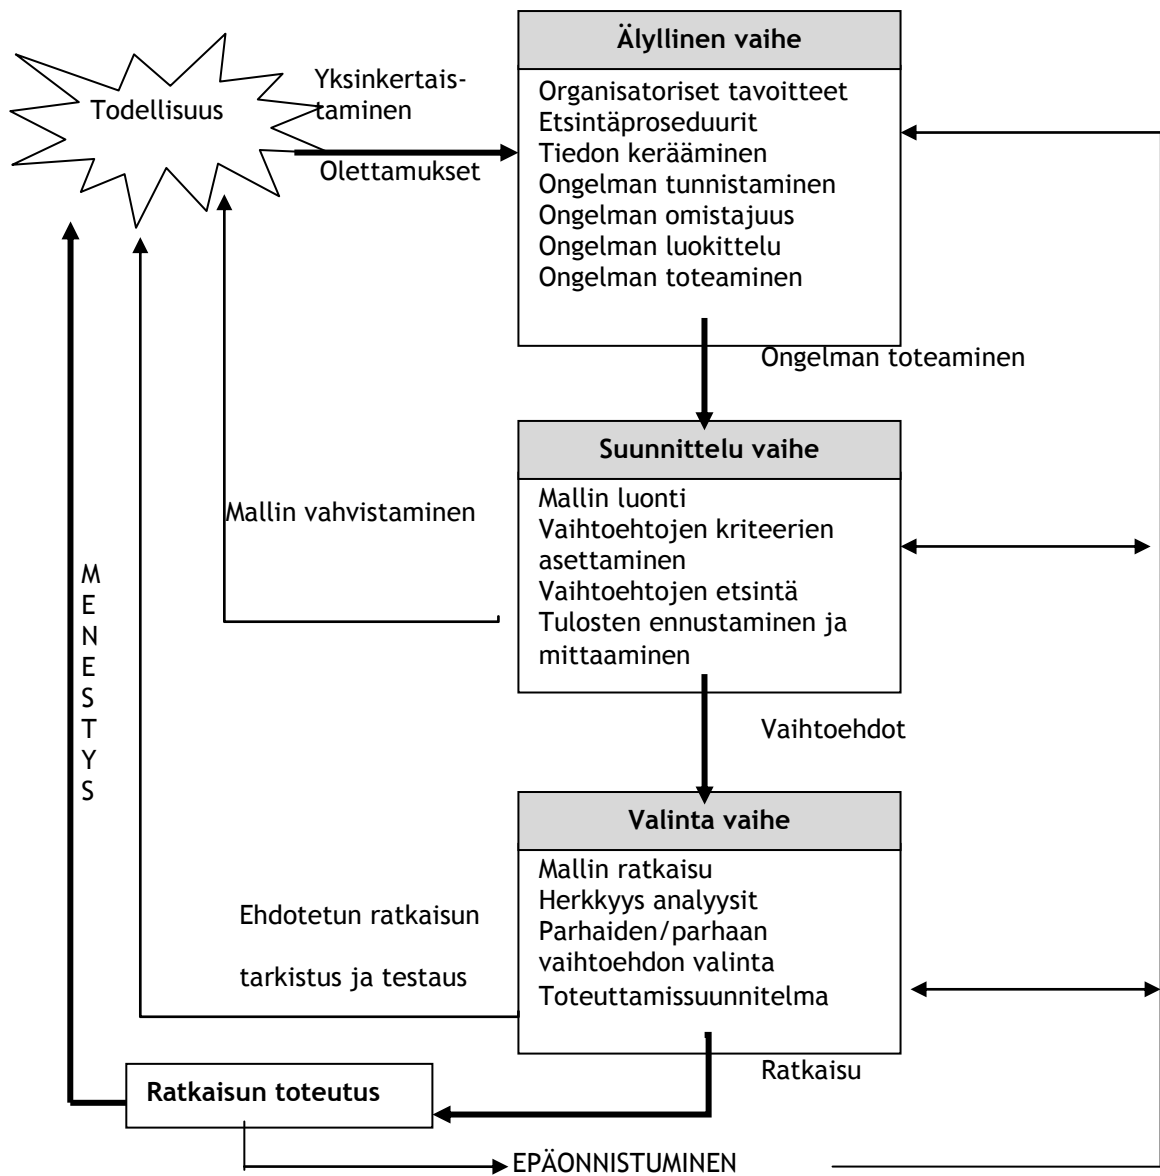 Älyllinen vaihe
Todellisuus
Yksinkertais-
taminen
Olettamukset
Organisatoriset tavoitteet
Etsintäproseduurit
Tiedon kerääminen
Ongelman tunnistaminen
Ongelman omistajuus
Ongelman luokittelu
Ongelman toteaminen
Ongelman toteaminen
Suunnittelu vaihe
Mallin luonti
Vaihtoehtojen kriteerien
asettaminen
Vaihtoehtojen etsintä
Tulosten ennustaminen ja
mittaaminen
Mallin vahvistaminen
M
E
N
E
S
T
Y
S
Vaihtoehdot
Valinta vaihe
Mallin ratkaisu
Herkkyys analyysit
Parhaiden/parhaan
vaihtoehdon valinta
Toteuttamissuunnitelma
Ehdotetun ratkaisun
tarkistus ja testaus
Ratkaisu
Ratkaisun toteutus
EPÄONNISTUMINEN